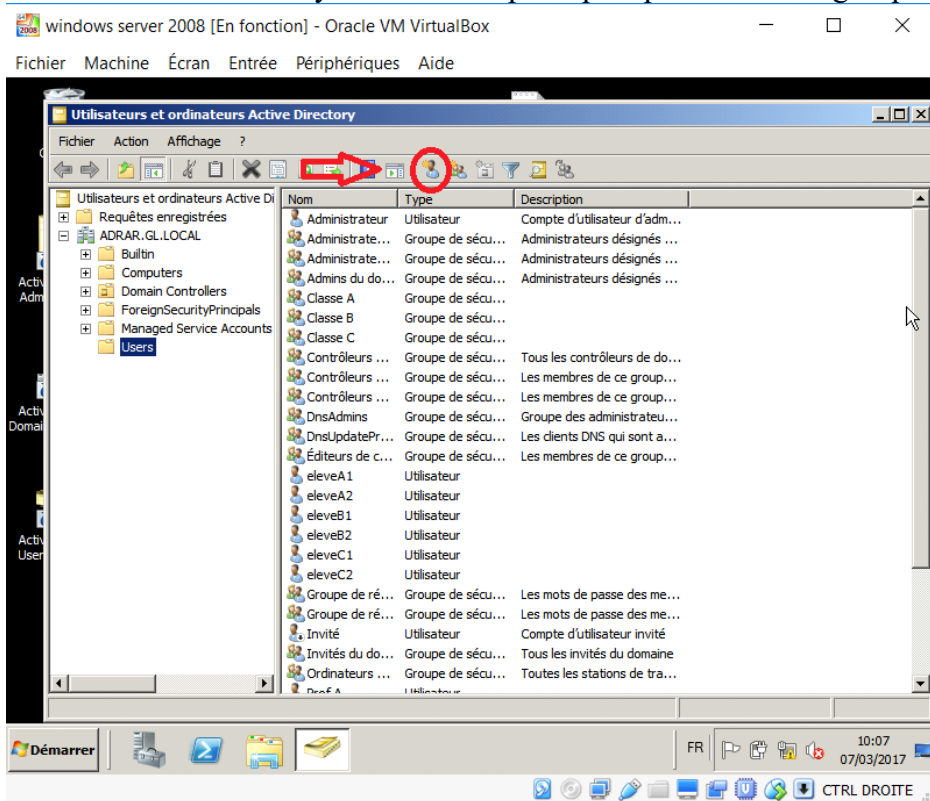 windows server 2008 [En fonction] - Oracle VM VirtualBox
Fichier Machine Écran Entrée Périphériques Aide
Utilisateurs et ordinateurs Active Directory
Fichier Action Affichage ?
Utilisateurs et ordinateurs Active Di
Requêtes enregistrées
ADRAR.GL.LOCAL
Builtin
Computers
Domain Controllers
ForeignSecurityPrincipals
Managed Service Accounts
Users
Nom Type Description
Administrateur Utilisateur Compte d'utilisateur d'adm...
Administrate... Groupe de sécu... Administrateurs désignés ...
Administrate... Groupe de sécu... Administrateurs désignés ...
Admins du do... Groupe de sécu... Administrateurs désignés ...
Classe A Groupe de sécu...
Classe B Groupe de sécu...
Classe C Groupe de sécu...
Contrôleurs ... Groupe de sécu... Tous les contrôleurs de do...
Contrôleurs ... Groupe de sécu... Les membres de ce group...
Contrôleurs ... Groupe de sécu... Les membres de ce group...
DnsAdmins Groupe de sécu... Groupe des administrateu...
DnsUpdatePr... Groupe de sécu... Les clients DNS qui sont a...
Éditeurs de c... Groupe de sécu... Les membres de ce group...
eleveA1 Utilisateur
eleveA2 Utilisateur
eleveB1 Utilisateur
eleveB2 Utilisateur
eleveC1 Utilisateur
eleveC2 Utilisateur
Groupe de ré... Groupe de sécu... Les mots de passe des me...
Groupe de ré... Groupe de sécu... Les mots de passe des me...
Invité Utilisateur Compte d'utilisateur invité
Invités du do... Groupe de sécu... Tous les invités du domaine
Ordinateurs ... Groupe de sécu... Toutes les stations de tra...
Prof A Utilisateur
Activ
Adm
Activ
Domai
Activ
User
Démarrer
FR
10:07
07/03/2017
CTRL DROITE